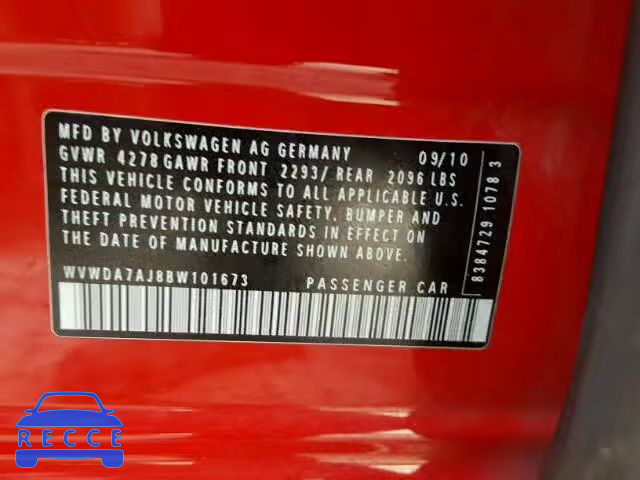 MFD BY VOLKSWAGEN AG GERMANY 09/10
GVWR 4278 GAWR FRONT 2293/ REAR 2096 LBS
THIS VEHICLE CONFORMS TO ALL APPLICABLE U.S.
FEDERAL MOTOR VEHICLE SAFETY, BUMPER AND
THEFT PREVENTION STANDARDS IN EFFECT ON
THE DATE OF MANUFACTURE SHOWN ABOVE.
WVWDA7AJ8BW101673 PASSENGER CAR
8384729 10783
RECCE